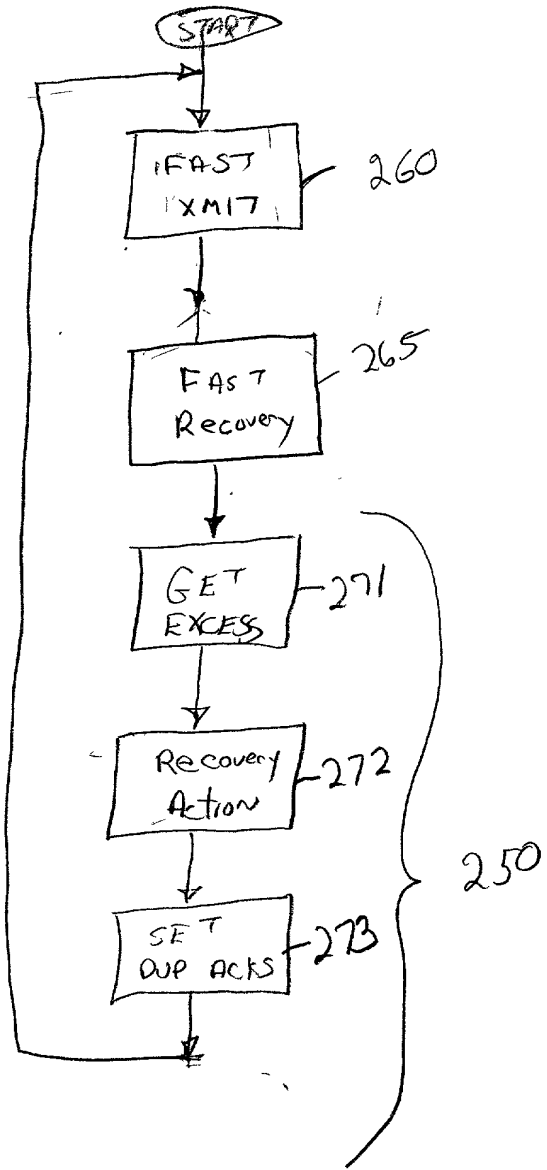 START
FAST
XMIT
260
FAST
Recovery
265
GET
EXCESS
271
Recovery
Action
272
SET
DUP ACKS
273
250